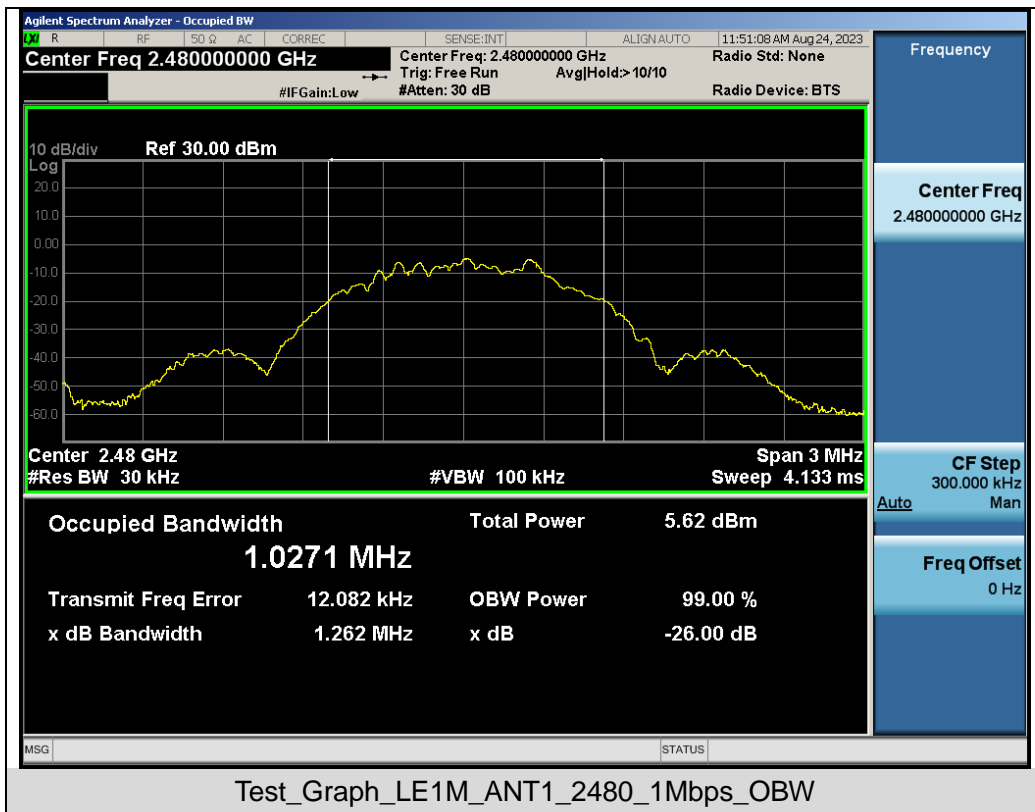 Agilent Spectrum Analyzer - Occupied BW
LXI R RF 50 Ω AC CORREC SENSE:INT ALIGNAUTO 11:51:08 AM Aug 24, 2023
Center Freq 2.480000000 GHz
Center Freq: 2.480000000 GHz
Radio Std: None
Trig: Free Run Avg|Hold:>10/10
#IFGain:Low
#Atten: 30 dB
Radio Device: BTS
10 dB/div Ref 30.00 dBm
Log
20.0
10.0
0.00
-10.0
-20.0
-30.0
-40.0
-50.0
-60.0
Center 2.48 GHz
Span 3 MHz
#Res BW 30 kHz
#VBW 100 kHz
Sweep 4.133 ms
Occupied Bandwidth
1.0271 MHz
Total Power 5.62 dBm
Transmit Freq Error 12.082 kHz
OBW Power 99.00 %
x dB Bandwidth 1.262 MHz
x dB -26.00 dB
Frequency
Center Freq
2.480000000 GHz
CF Step
300.000 kHz
Auto Man
Freq Offset
0 Hz
MSG
STATUS
Test_Graph_LE1M_ANT1_2480_1Mbps_OBW